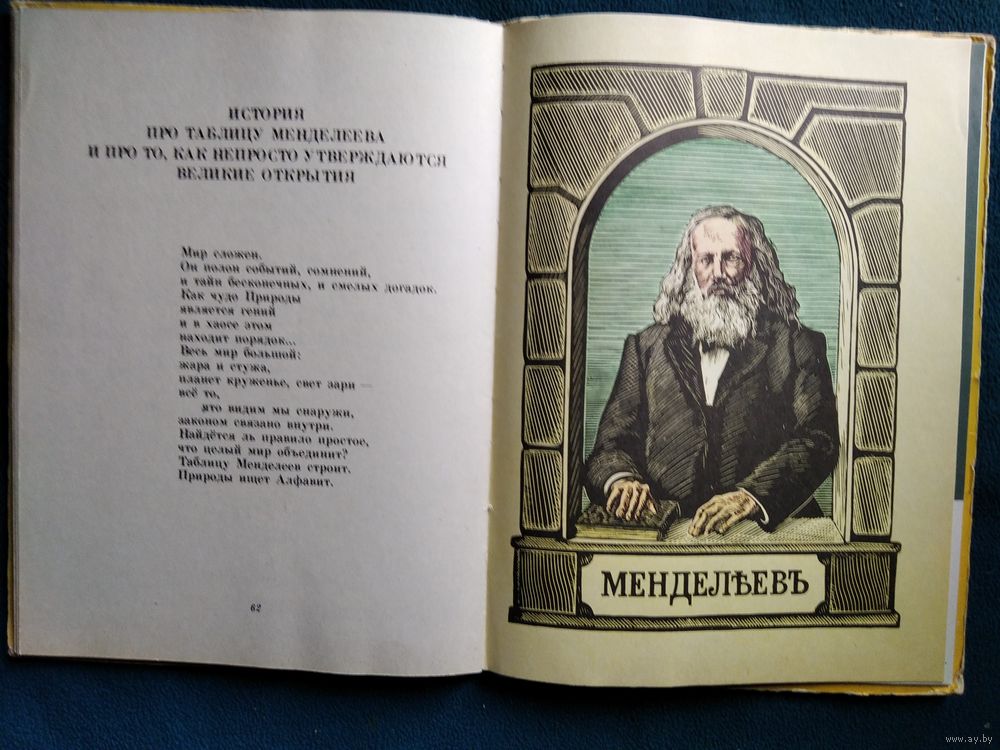 ИСТОРИЯ
ПРО ТАБЛИЦУ МЕНДЕЛЕЕВА
И ПРО ТО, КАК НЕПРОСТО УТВЕРЖДАЮТСЯ
ВЕЛИКИЕ ОТКРЫТИЯ
Мир сложен.
Он полон событий, сомнений,
и тайн бесконечных, и смелых догадок.
Как чудо Природы
является гений
и в хаосе этом
находит порядок...
Весь мир большой:
жара и стужа,
планет круженье, свет зари —
всё то,
что видим мы снаружи,
законом связано внутри.
Найдётся ль правило простое,
что целый мир объединит?
Таблицу Менделеев строит.
Природы ищет Алфавит.
62
МЕНДЕЛѢЕВЪ
www.ay.by